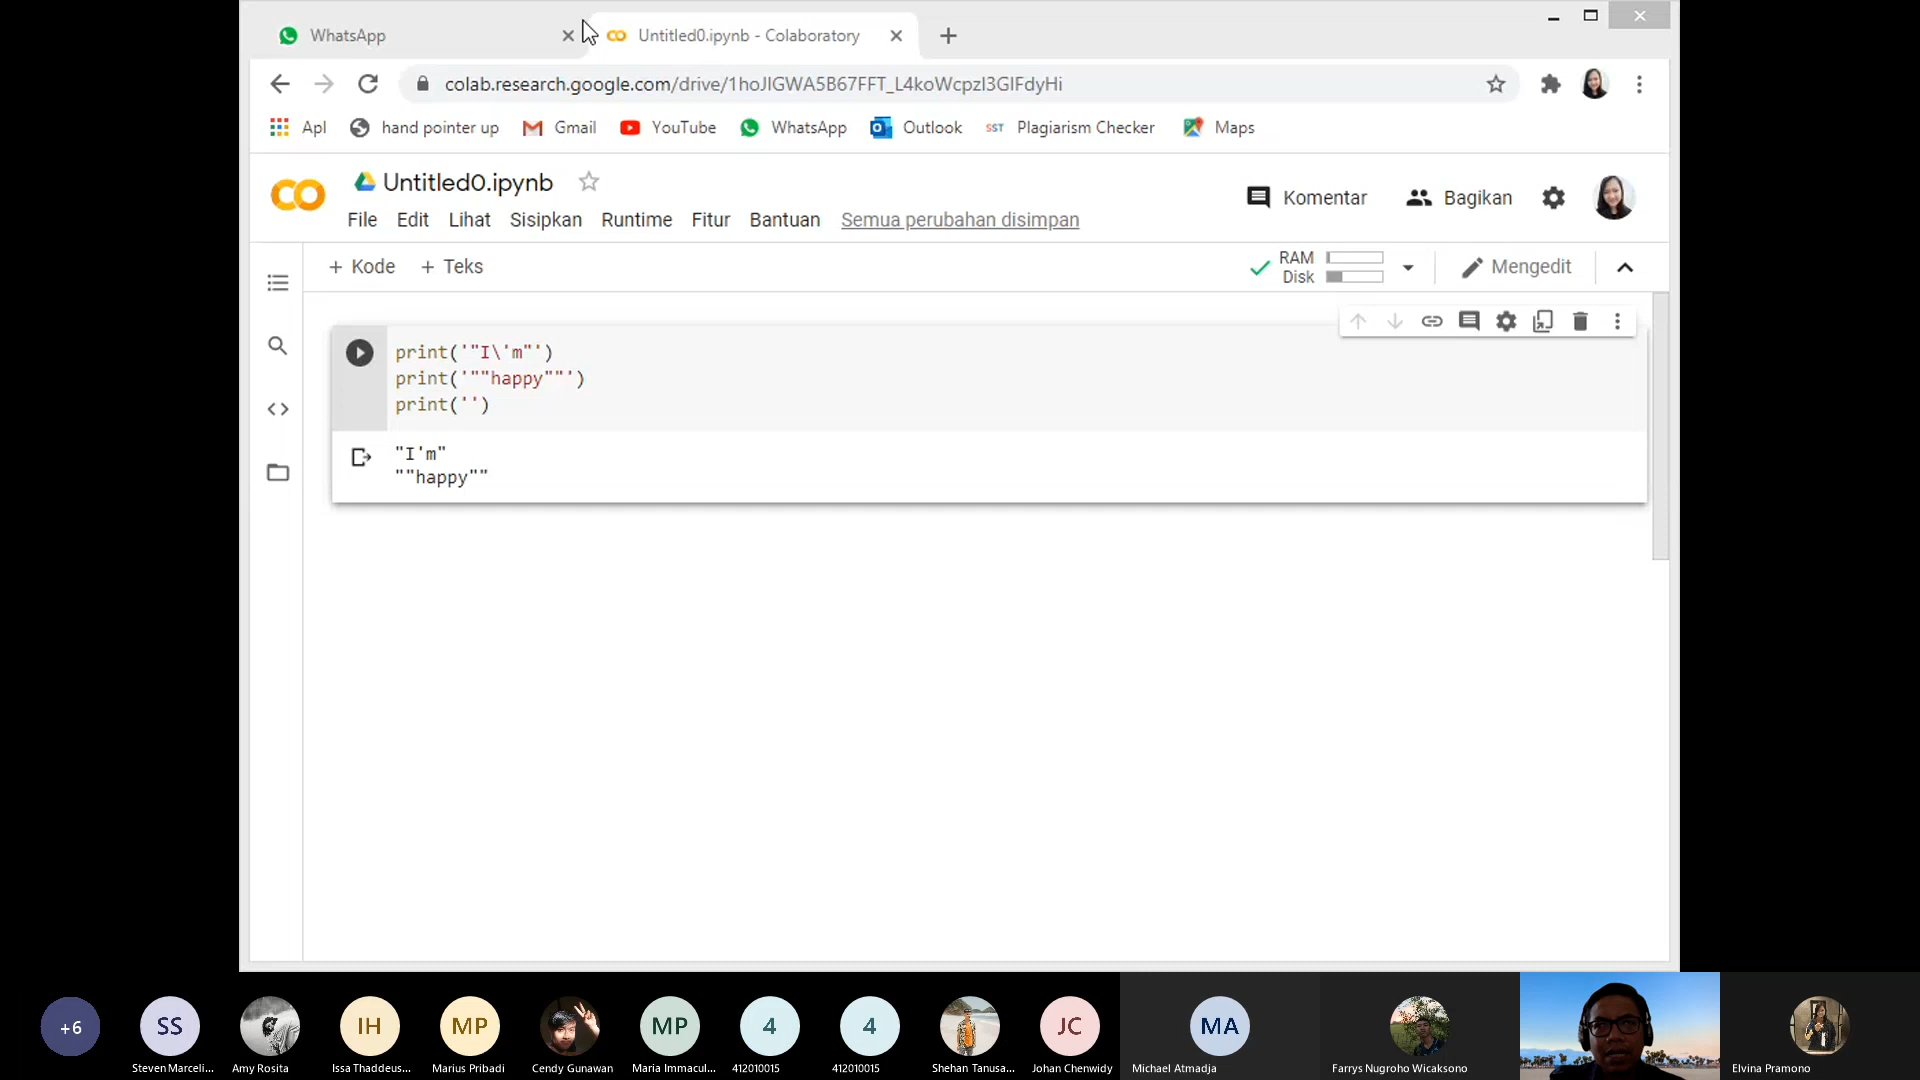 WhatsApp
Untitled0.ipynb - Colaboratory
colab.research.google.com/drive/1hoJIGWA5B67FFT_L4koWcpzI3GIFdyHi
Apl hand pointer up Gmail YouTube WhatsApp Outlook SST Plagiarism Checker Maps
Untitled0.ipynb
File Edit Lihat Sisipkan Runtime Fitur Bantuan Semua perubahan disimpan
Komentar Bagikan
+ Kode + Teks
RAM
Disk
Mengedit
print('"I\'m"')
print('""happy""')
print('')
"I'm"
""happy""
+6 SS IH MP MP 4 4 JC MA
Steven Marceli... Amy Rosita Issa Thaddeus... Marius Pribadi Cendy Gunawan Maria Immacul... 412010015 412010015 Shehan Tanusa... Johan Chenwidy Michael Atmadja Farrys Nugroho Wicaksono Elvina Pramono